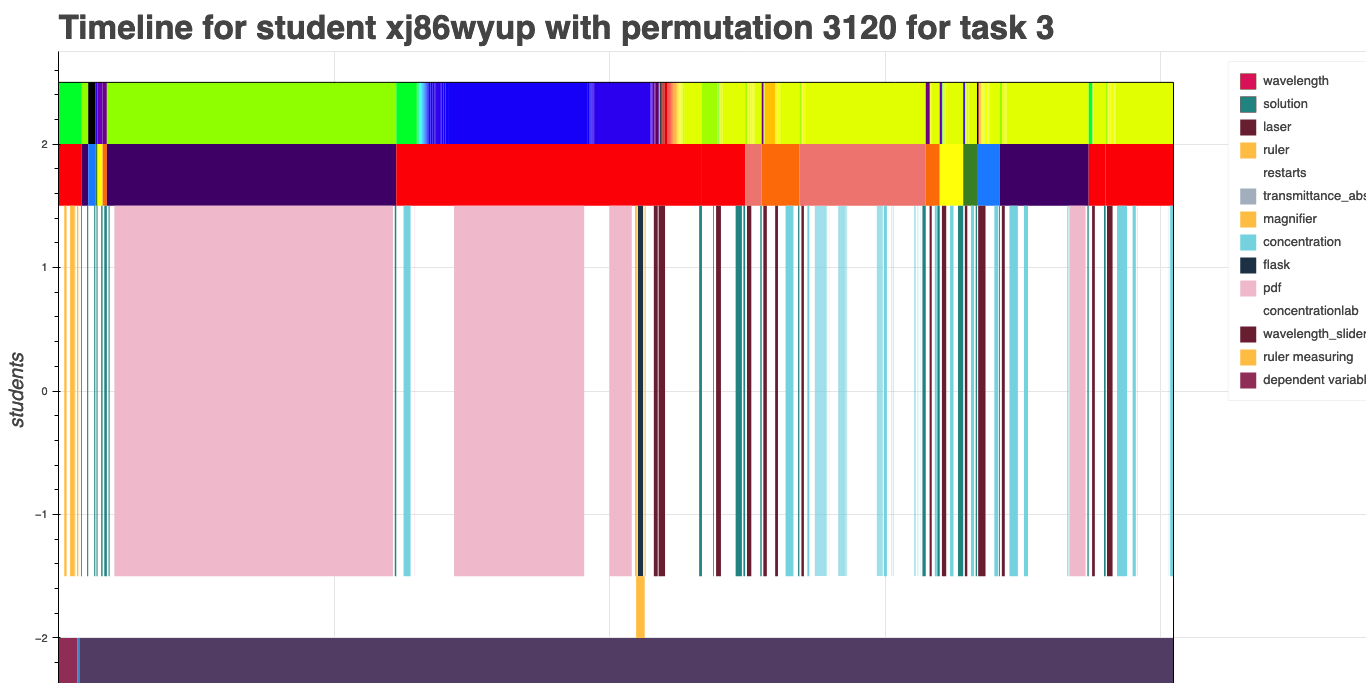 Timeline for student xj86wyup with permutation 3120 for task 3
2
1
0
−1
−2
students
wavelength
solution
laser
ruler
restarts
transmittance_abs
magnifier
concentration
flask
pdf
concentrationlab
wavelength_slider
ruler measuring
dependent variabl